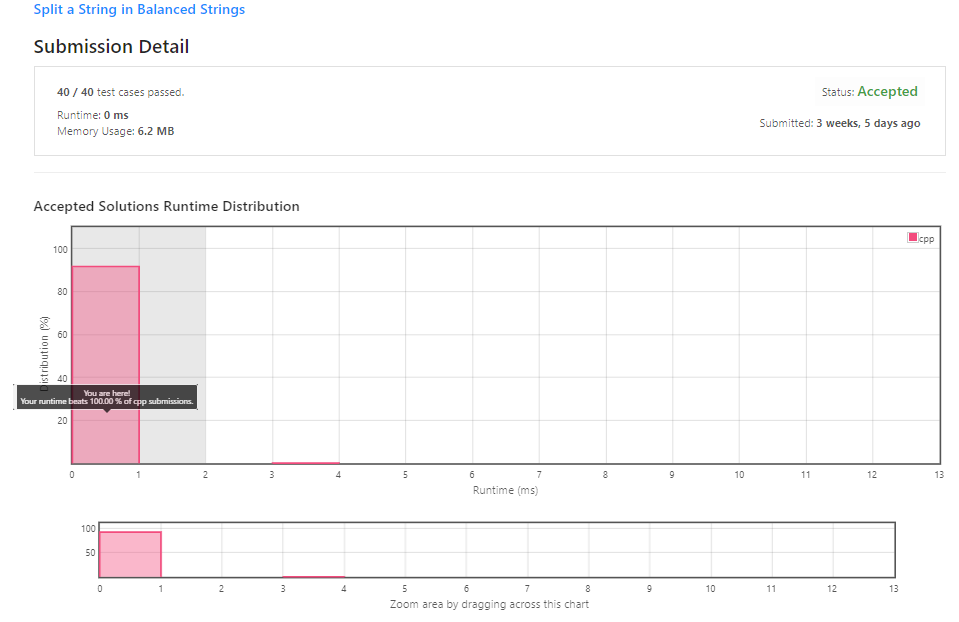 Split a String in Balanced Strings
Submission Detail
40 / 40 test cases passed.
Status: Accepted
Runtime: 0 ms
Memory Usage: 6.2 MB
Submitted: 3 weeks, 5 days ago
Accepted Solutions Runtime Distribution
cpp
100
80
60
40
20
Distribution (%)
You are here!
Your runtime beats 100.00 % of cpp submissions.
0 1 2 3 4 5 6 7 8 9 10 11 12 13
Runtime (ms)
100
50
0 1 2 3 4 5 6 7 8 9 10 11 12 13
Zoom area by dragging across this chart